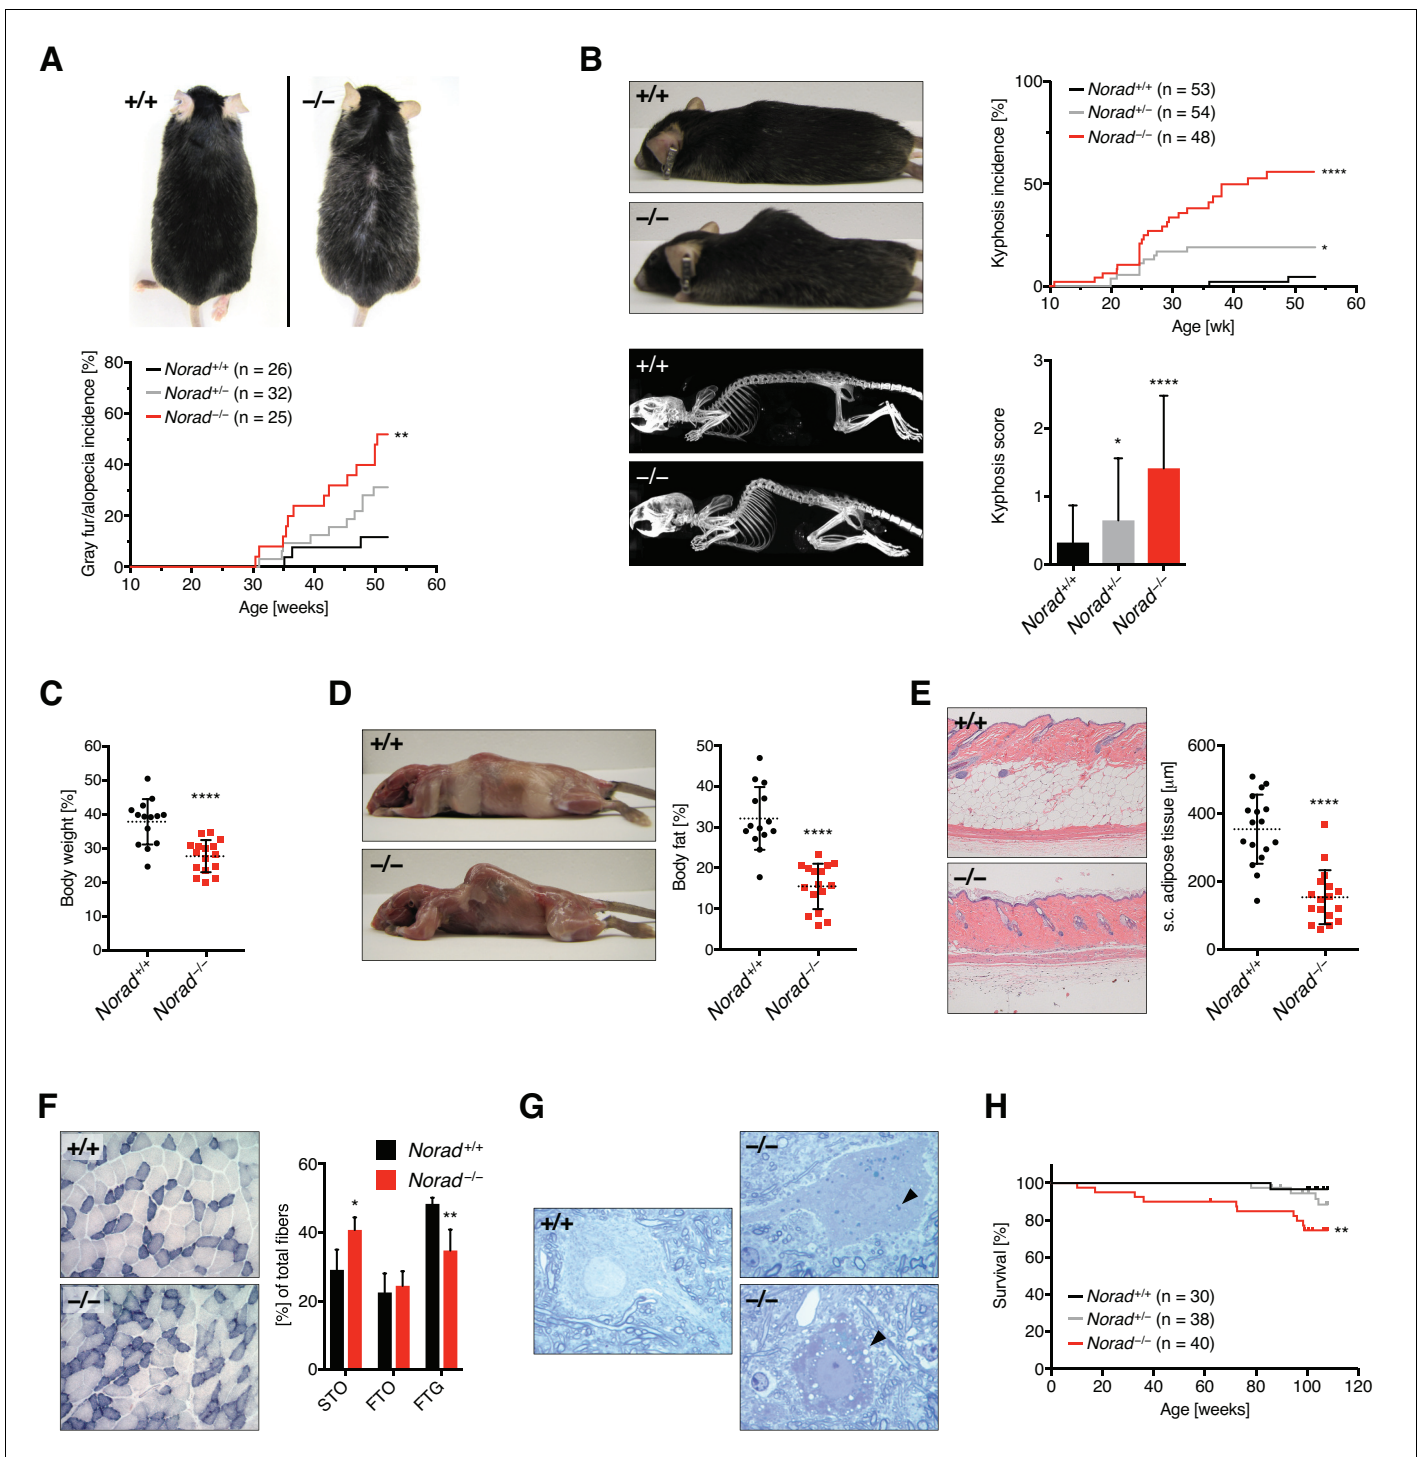 A
+/+
–/–
80
60
40
20
0
Gray fur/alopecia incidence [%]
Norad+/+ (n = 26)
Norad+/– (n = 32)
Norad–/– (n = 25)
**
10 20 30 40 50 60
Age [weeks]
B
+/+
–/–
+/+
–/–
100
50
0
Kyphosis incidence [%]
Norad+/+ (n = 53)
Norad+/– (n = 54)
Norad–/– (n = 48)
****
*
10 20 30 40 50 60
Age [wk]
3
2
1
0
Kyphosis score
*
****
Norad+/+
Norad+/–
Norad–/–
C
60
50
40
30
20
10
0
Body weight [%]
****
Norad+/+
Norad–/–
D
+/+
–/–
50
40
30
20
10
0
Body fat [%]
****
Norad+/+
Norad–/–
E
+/+
–/–
600
400
200
0
s.c. adipose tissue [μm]
****
Norad+/+
Norad–/–
F
+/+
–/–
Norad+/+
Norad–/–
60
40
20
0
[%] of total fibers
*
**
STO
FTO
FTG
G
+/+
–/–
–/–
H
100
80
60
40
20
0
Survival [%]
**
Norad+/+ (n = 30)
Norad+/– (n = 38)
Norad–/– (n = 40)
0 20 40 60 80 100 120
Age [weeks]